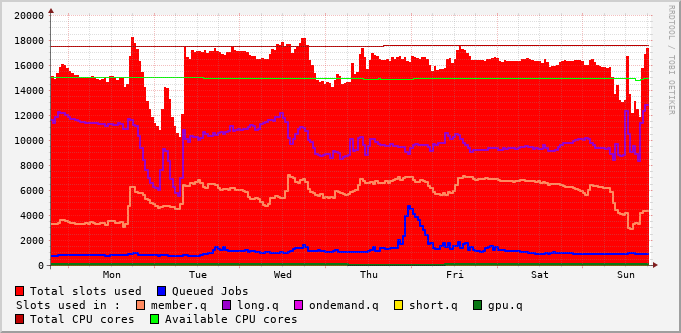 20000
18000
16000
14000
12000
10000
8000
6000
4000
2000
0
Mon Tue Wed Thu Fri Sat Sun
RRDTOOL / TOBI OETIKER
Total slots used Queued Jobs
Slots used in : member.q long.q ondemand.q short.q gpu.q
Total CPU cores Available CPU cores